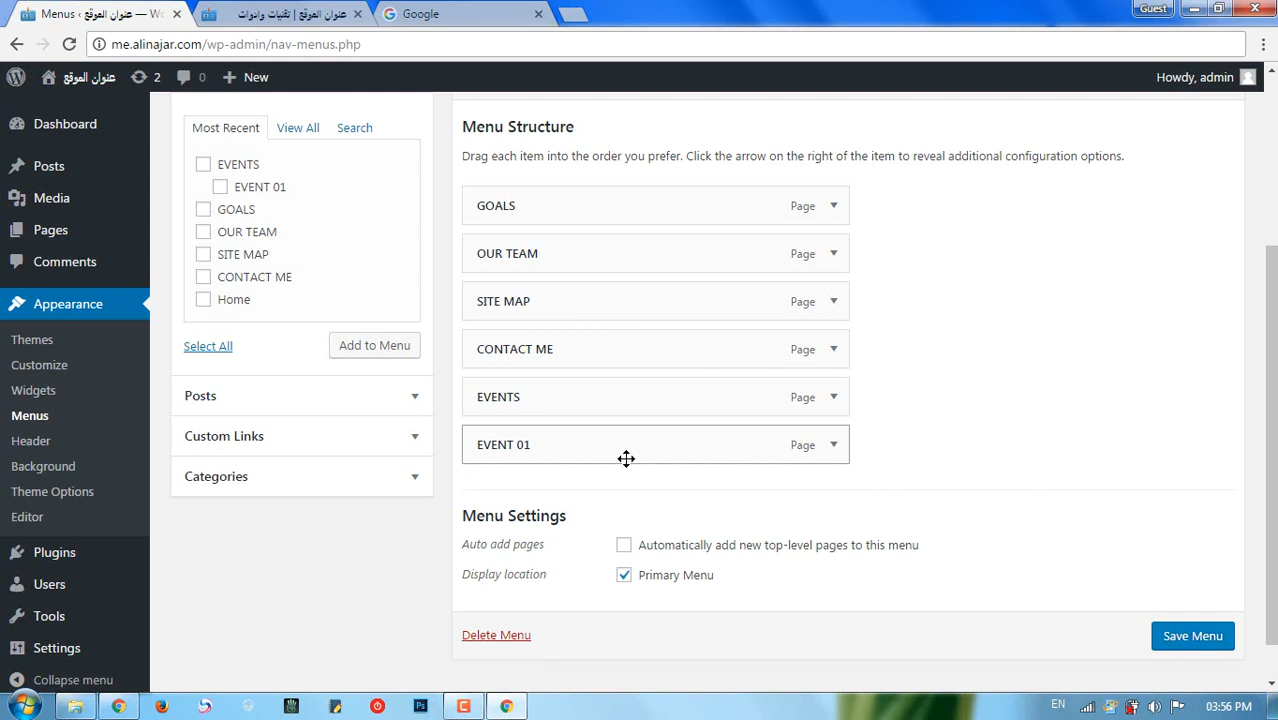 Menus ‹ عنوان الموقع — Wo
عنوان الموقع | تقنيات وادوات
Google
Guest
me.alinajar.com/wp-admin/nav-menus.php
عنوان الموقع
2
0
New
Howdy, admin
Dashboard
Posts
Media
Pages
Comments
Appearance
Themes
Customize
Widgets
Menus
Header
Background
Theme Options
Editor
Plugins
Users
Tools
Settings
Collapse menu
Most Recent
View All
Search
EVENTS
EVENT 01
GOALS
OUR TEAM
SITE MAP
CONTACT ME
Home
Select All
Add to Menu
Posts
Custom Links
Categories
Menu Structure
Drag each item into the order you prefer. Click the arrow on the right of the item to reveal additional configuration options.
GOALS Page
OUR TEAM Page
SITE MAP Page
CONTACT ME Page
EVENTS Page
EVENT 01 Page
Menu Settings
Auto add pages
Automatically add new top-level pages to this menu
Display location
Primary Menu
Delete Menu
Save Menu
Ps
EN
03:56 PM